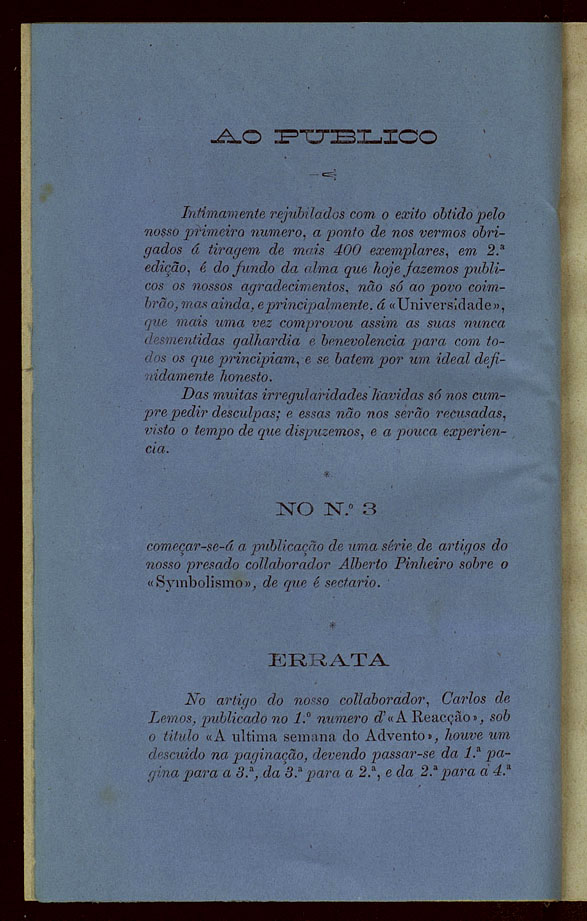 AO PUBLICO
Intimamente rejubilados com o exito obtido pelo
nosso primeiro numero, a ponto de nos vermos obri-
gados á tiragem de mais 400 exemplares, em 2.ª
edição, é do fundo da alma que hoje fazemos publi-
cos os nossos agradecimentos, não só ao povo coim-
brão, mas ainda, e principalmente. á «Universidade»,
que mais uma vez comprovou assim as suas nunca
desmentidas galhardia e benevolencia para com to-
dos os que principiam, e se batem por um ideal defi-
nidamente honesto.
Das muitas irregularidades havidas só nos cum-
pre pedir desculpas; e essas não nos serão recusadas,
visto o tempo de que dispuzemos, e a pouca experien-
cia.
*
NO N.º 3
começar-se-á a publicação de uma série de artigos do
nosso presado collaborador Alberto Pinheiro sobre o
«Symbolismo», de que é sectario.
*
ERRATA
No artigo do nosso collaborador, Carlos de
Lemos, publicado no 1.º numero d'«A Reacção», sob
o titulo «A ultima semana do Advento», houve um
descuido na paginação, devendo passar-se da 1.ª pa-
gina para a 3.ª, da 3.ª para a 2.ª, e da 2.ª para a 4.ª